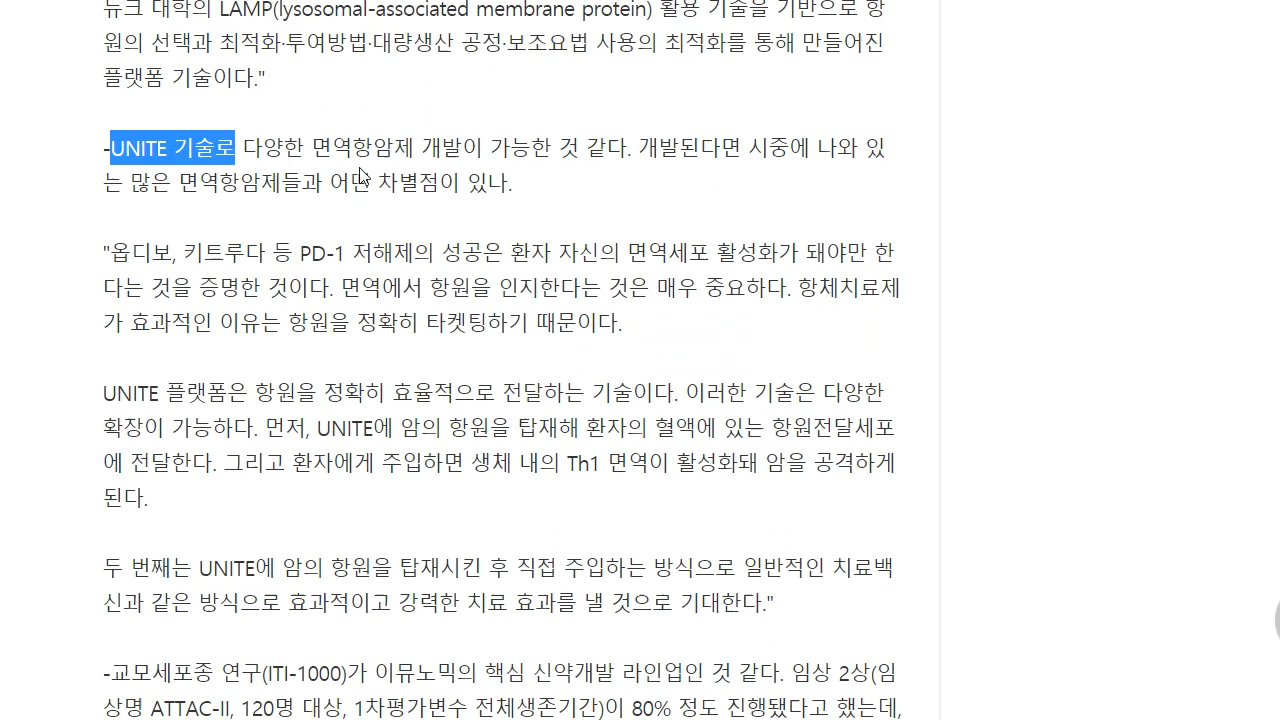 듀크 대학의 LAMP(lysosomal-associated membrane protein) 활용 기술을 기반으로 항
원의 선택과 최적화·투여방법·대량생산 공정·보조요법 사용의 최적화를 통해 만들어진
플랫폼 기술이다."
-UNITE 기술로 다양한 면역항암제 개발이 가능한 것 같다. 개발된다면 시중에 나와 있
는 많은 면역항암제들과 어떤 차별점이 있나.
"옵디보, 키트루다 등 PD-1 저해제의 성공은 환자 자신의 면역세포 활성화가 돼야만 한
다는 것을 증명한 것이다. 면역에서 항원을 인지한다는 것은 매우 중요하다. 항체치료제
가 효과적인 이유는 항원을 정확히 타켓팅하기 때문이다.
UNITE 플랫폼은 항원을 정확히 효율적으로 전달하는 기술이다. 이러한 기술은 다양한
확장이 가능하다. 먼저, UNITE에 암의 항원을 탑재해 환자의 혈액에 있는 항원전달세포
에 전달한다. 그리고 환자에게 주입하면 생체 내의 Th1 면역이 활성화돼 암을 공격하게
된다.
두 번째는 UNITE에 암의 항원을 탑재시킨 후 직접 주입하는 방식으로 일반적인 치료백
신과 같은 방식으로 효과적이고 강력한 치료 효과를 낼 것으로 기대한다."
-교모세포종 연구(ITI-1000)가 이뮤노믹의 핵심 신약개발 라인업인 것 같다. 임상 2상(임
상명 ATTAC-II, 120명 대상, 1차평가변수 전체생존기간)이 80% 정도 진행됐다고 했는데,